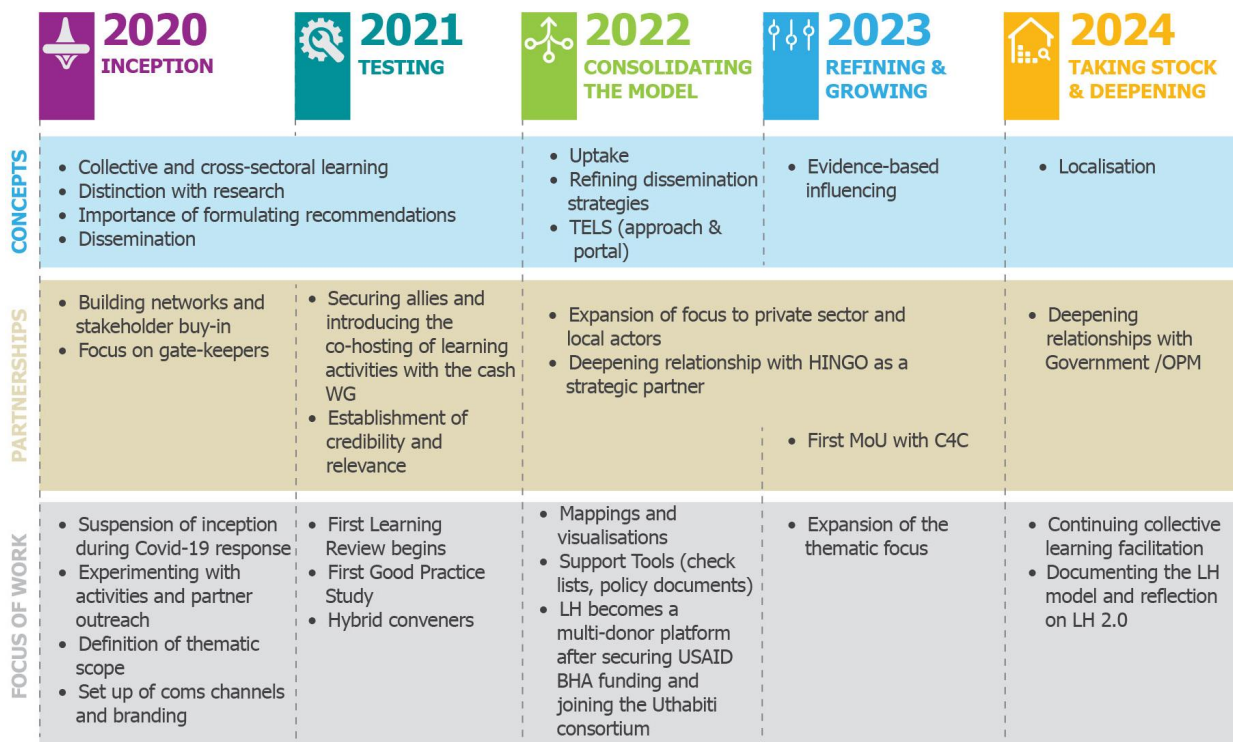 2020
INCEPTION
2021
TESTING
2022
CONSOLIDATING
THE MODEL
2023
REFINING &
GROWING
2024
TAKING STOCK
& DEEPENING
CONCEPTS
• Collective and cross-sectoral learning
• Distinction with research
• Importance of formulating recommendations
• Dissemination
• Uptake
• Refining dissemination
strategies
• TELS (approach &
portal)
• Evidence-based
influencing
• Localisation
PARTNERSHIPS
• Building networks and
stakeholder buy-in
• Focus on gate-keepers
• Securing allies and
introducing the
co-hosting of learning
activities with the cash
WG
• Establishment of
credibility and
relevance
• Expansion of focus to private sector and
local actors
• Deepening relationship with HINGO as a
strategic partner
• First MoU with C4C
• Deepening
relationships with
Government /OPM
FOCUS OF WORK
• Suspension of inception
during Covid-19 response
• Experimenting with
activities and partner
outreach
• Definition of thematic
scope
• Set up of coms channels
and branding
• First Learning
Review begins
• First Good Practice
Study
• Hybrid conveners
• Mappings and
visualisations
• Support Tools (check
lists, policy documents)
• LH becomes a
multi-donor platform
after securing USAID
BHA funding and
joining the Uthabiti
consortium
• Expansion of the
thematic focus
• Continuing collective
learning facilitation
• Documenting the LH
model and reflection
on LH 2.0